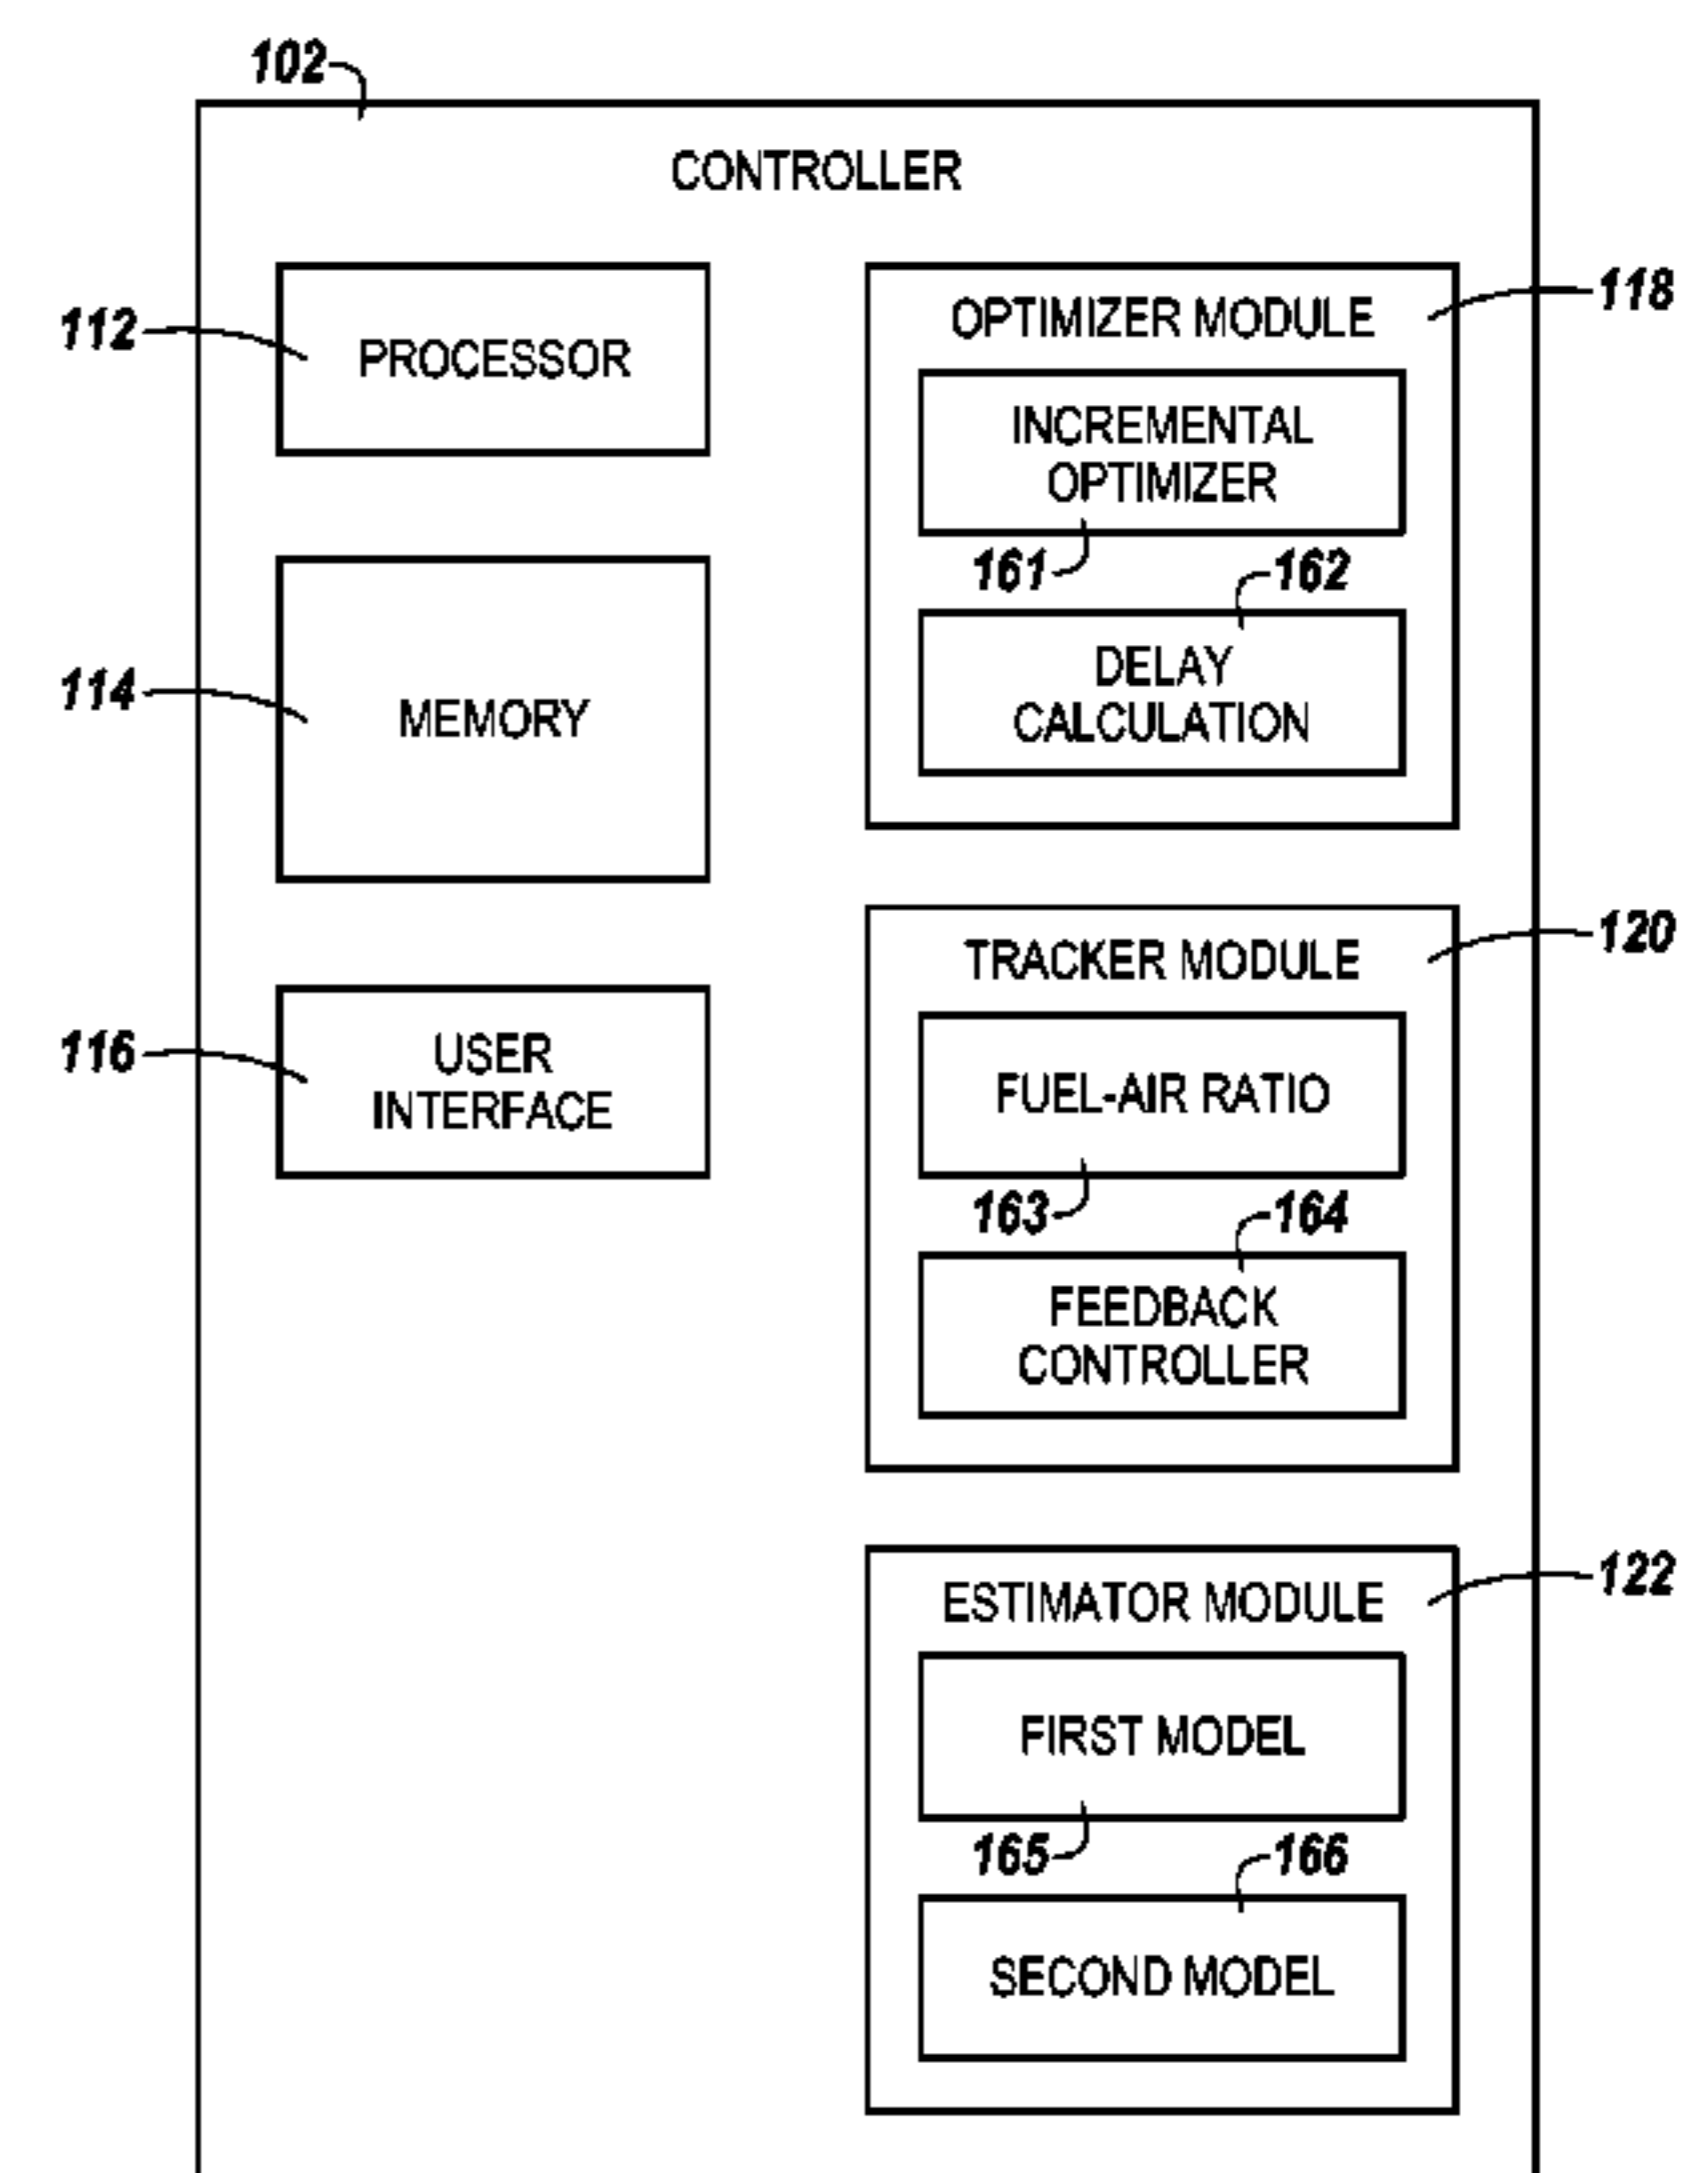 102
CONTROLLER
112
PROCESSOR
114
MEMORY
116
USER
INTERFACE
118
OPTIMIZER MODULE
INCREMENTAL
OPTIMIZER
161
162
DELAY
CALCULATION
120
TRACKER MODULE
FUEL-AIR RATIO
163
164
FEEDBACK
CONTROLLER
122
ESTIMATOR MODULE
FIRST MODEL
165
166
SECOND MODEL